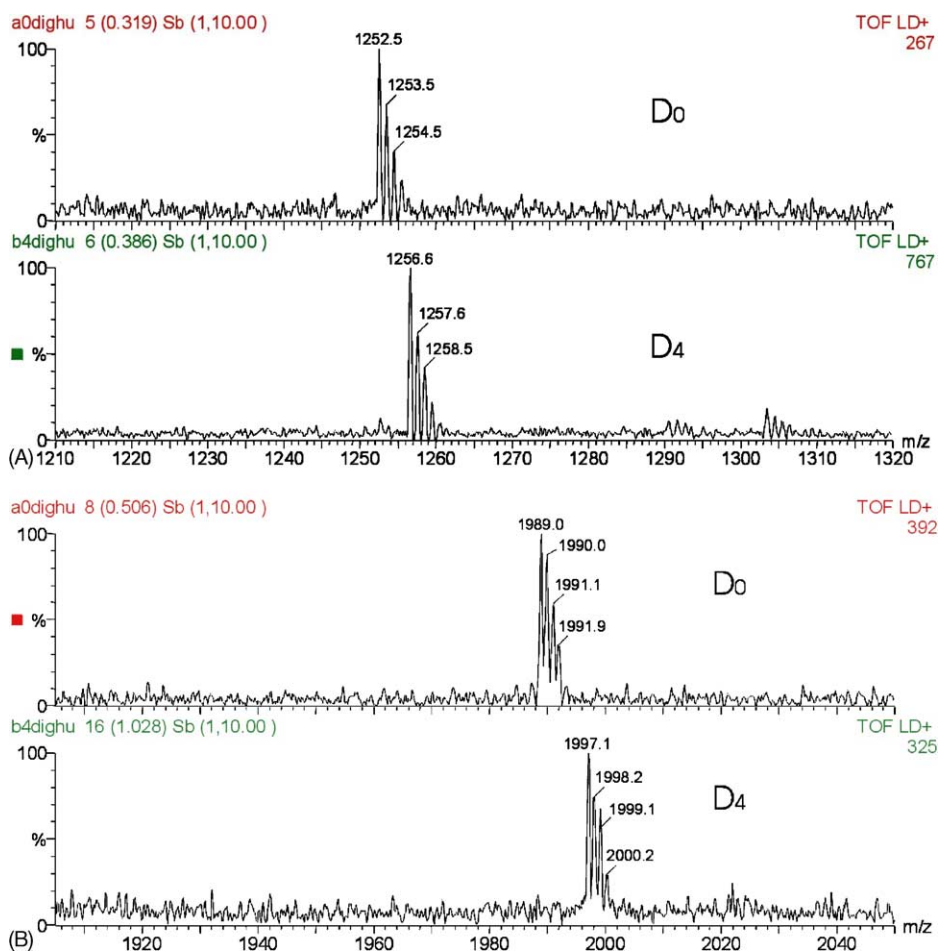 a0dighu 5 (0.319) Sb (1,10.00 ) TOF LD+
267
100 1252.5
1253.5
1254.5
% D0
0
b4dighu 6 (0.386) Sb (1,10.00 ) TOF LD+
767
100 1256.6
1257.6
1258.5
% D4
0 m/z
(A) 1210 1220 1230 1240 1250 1260 1270 1280 1290 1300 1310 1320
a0dighu 8 (0.506) Sb (1,10.00 ) TOF LD+
392
100 1989.0
1990.0
1991.1
1991.9
% D0
0
b4dighu 16 (1.028) Sb (1,10.00 ) TOF LD+
325
100 1997.1
1998.2
1999.1
2000.2
% D4
0 m/z
(B) 1920 1940 1960 1980 2000 2020 2040